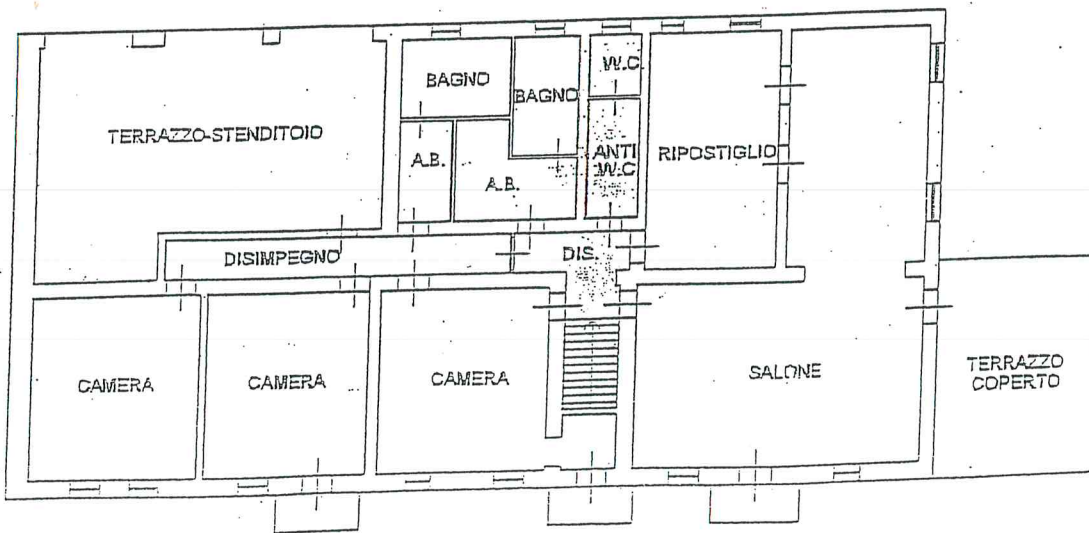 W.C.
BAGNO
BAGNO
TERRAZZO-STENDITOIO
A.B.
ANTI
W.C
RIPOSTIGLIO
A.B.
DISIMPEGNO
DIS.
CAMERA
CAMERA
CAMERA
SALONE
TERRAZZO
COPERTO